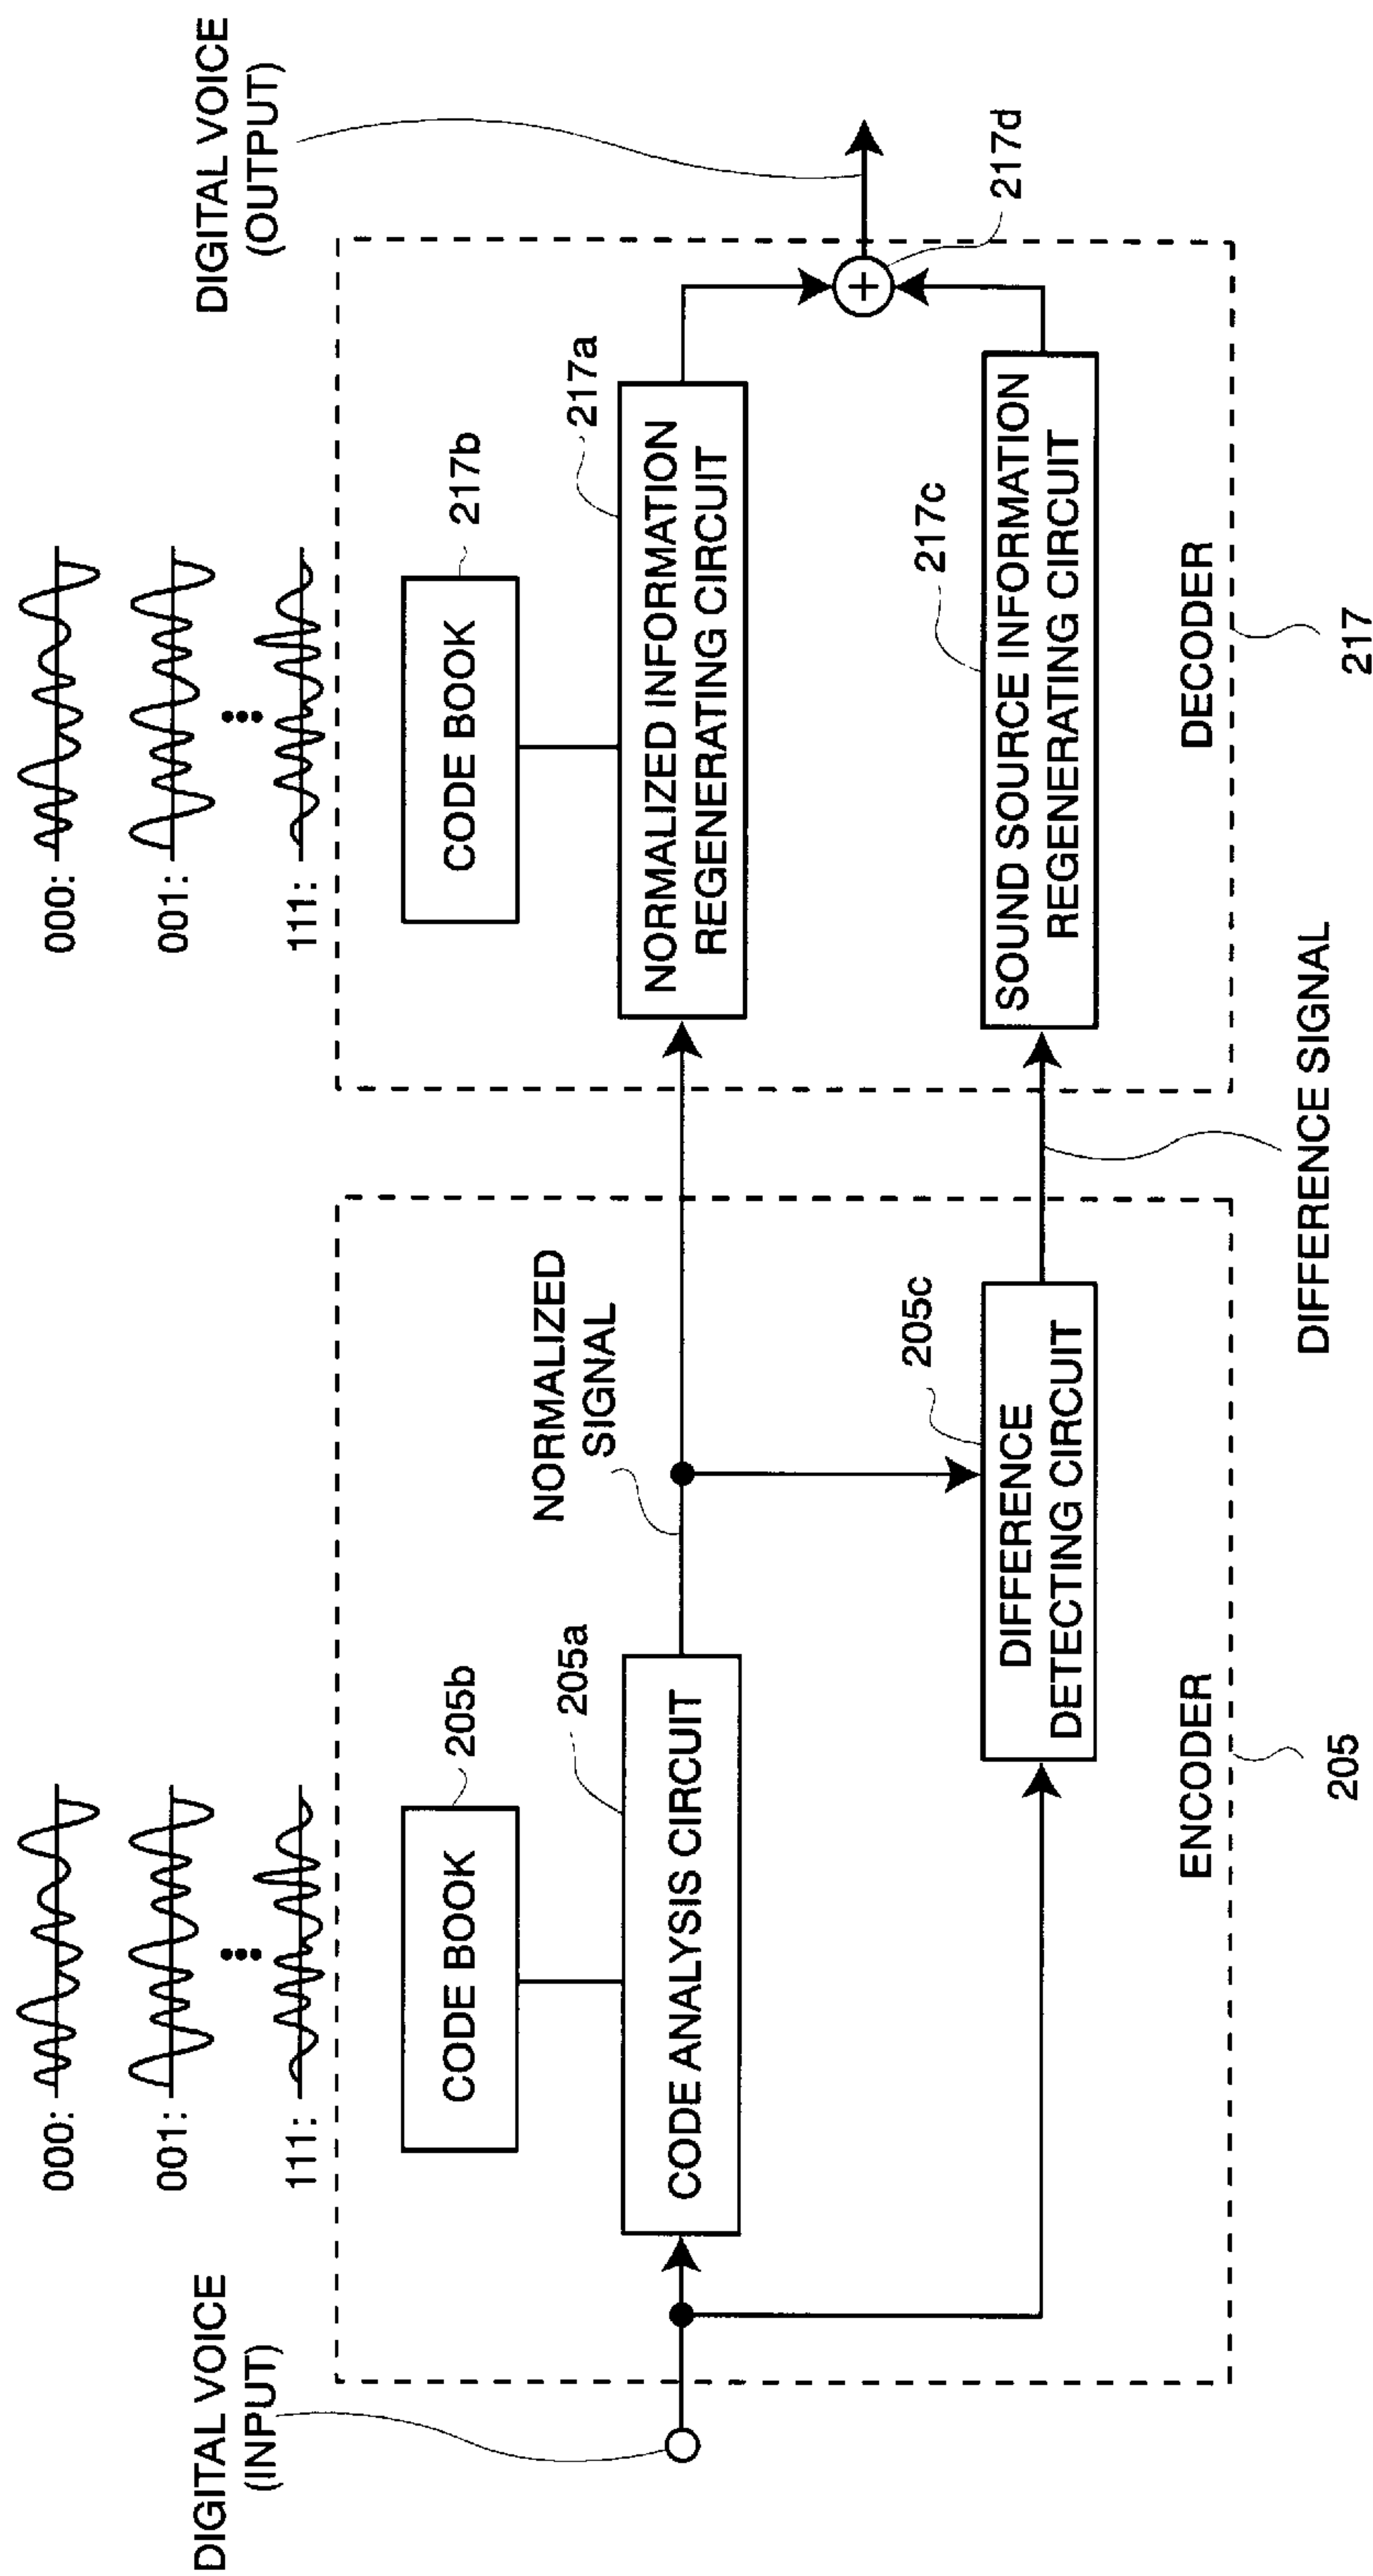 000:
001:
111:
000:
001:
111:
DIGITAL VOICE
(INPUT)
DIGITAL VOICE
(OUTPUT)
CODE BOOK
205b
CODE BOOK
217b
CODE ANALYSIS CIRCUIT
205a
NORMALIZED
SIGNAL
NORMALIZED INFORMATION
REGENERATING CIRCUIT
217a
+
217d
DIFFERENCE
DETECTING CIRCUIT
205c
SOUND SOURCE INFORMATION
REGENERATING CIRCUIT
217c
ENCODER
205
DECODER
217
DIFFERENCE SIGNAL